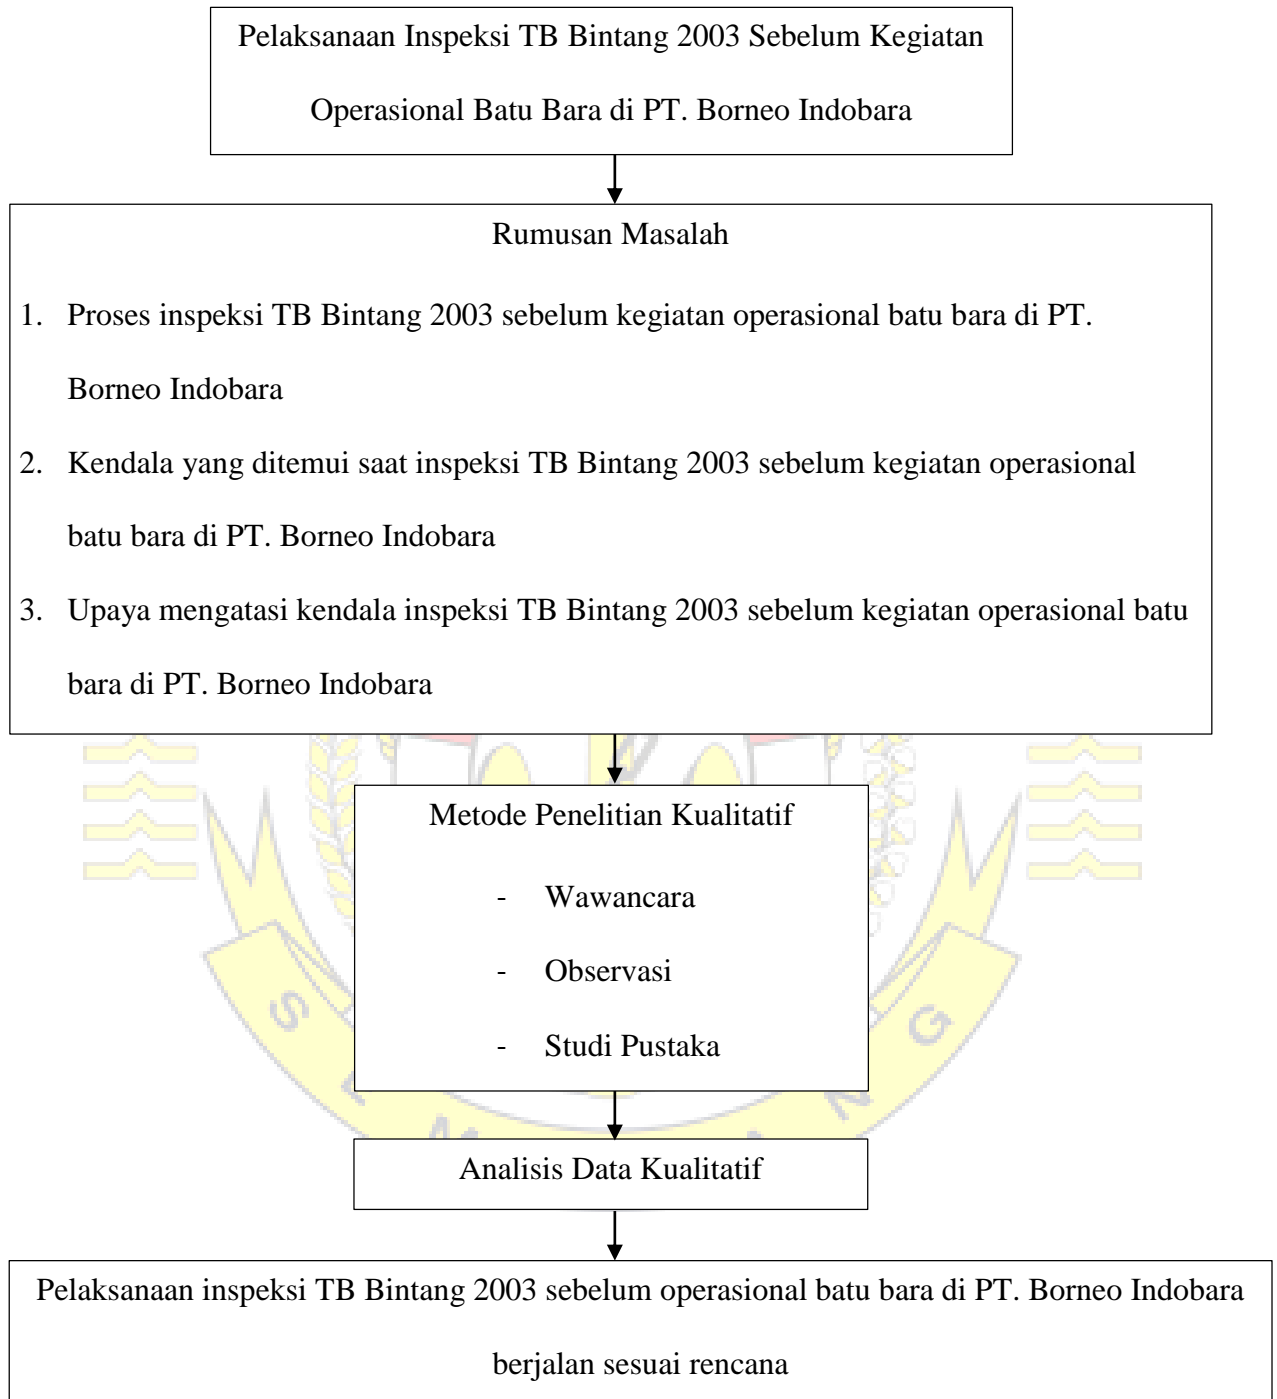 Pelaksanaan Inspeksi TB Bintang 2003 Sebelum Kegiatan
Operasional Batu Bara di PT. Borneo Indobara
Rumusan Masalah
1. Proses inspeksi TB Bintang 2003 sebelum kegiatan operasional batu bara di PT.
Borneo Indobara
2. Kendala yang ditemui saat inspeksi TB Bintang 2003 sebelum kegiatan operasional
batu bara di PT. Borneo Indobara
3. Upaya mengatasi kendala inspeksi TB Bintang 2003 sebelum kegiatan operasional batu
bara di PT. Borneo Indobara
Metode Penelitian Kualitatif
- Wawancara
- Observasi
- Studi Pustaka
Analisis Data Kualitatif
Pelaksanaan inspeksi TB Bintang 2003 sebelum operasional batu bara di PT. Borneo Indobara
berjalan sesuai rencana